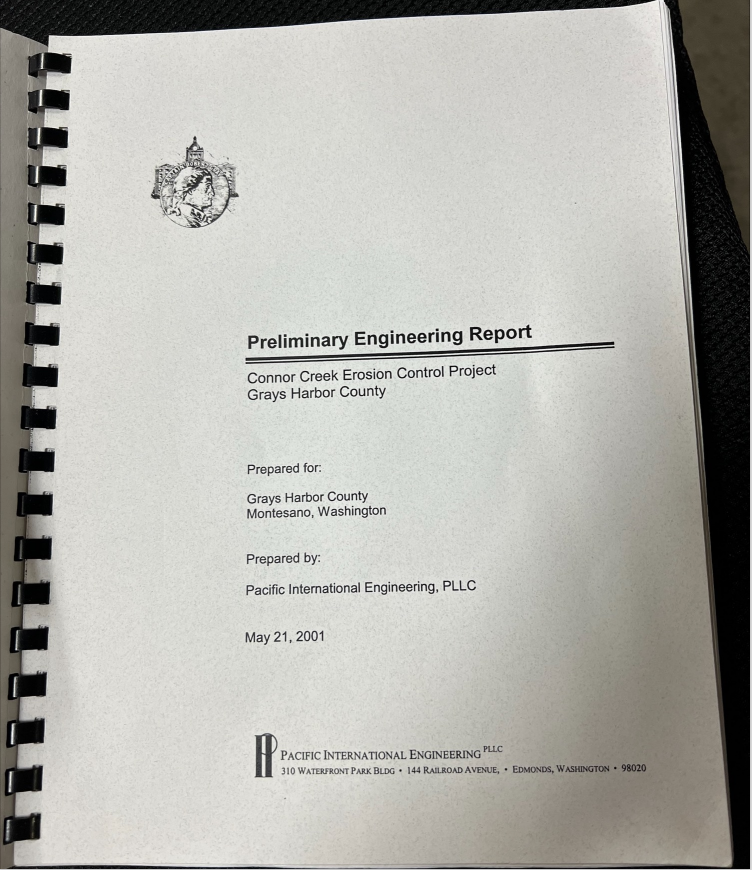 Preliminary Engineering Report
Connor Creek Erosion Control Project
Grays Harbor County
Prepared for:
Grays Harbor County
Montesano, Washington
Prepared by:
Pacific International Engineering, PLLC
May 21, 2001
PACIFIC INTERNATIONAL ENGINEERING PLLC
310 WATERFRONT PARK BLDG • 144 RAILROAD AVENUE, • EDMONDS, WASHINGTON • 98020